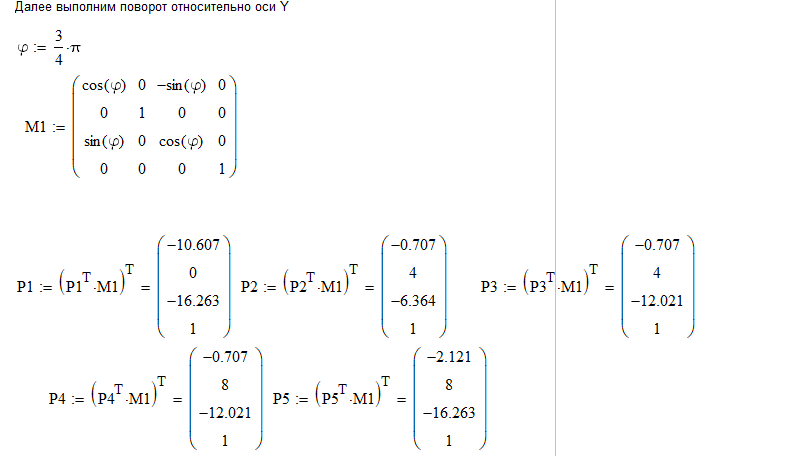 Далее выполним поворот относительно оси Y
φ := 3/4 · π
M1 := ( cos(φ) 0 −sin(φ) 0
0 1 0 0
sin(φ) 0 cos(φ) 0
0 0 0 1 )
P1 := (P1^T · M1)^T = ( −10.607
0
−16.263
1 )
P2 := (P2^T · M1)^T = ( −0.707
4
−6.364
1 )
P3 := (P3^T · M1)^T = ( −0.707
4
−12.021
1 )
P4 := (P4^T · M1)^T = ( −0.707
8
−12.021
1 )
P5 := (P5^T · M1)^T = ( −2.121
8
−16.263
1 )